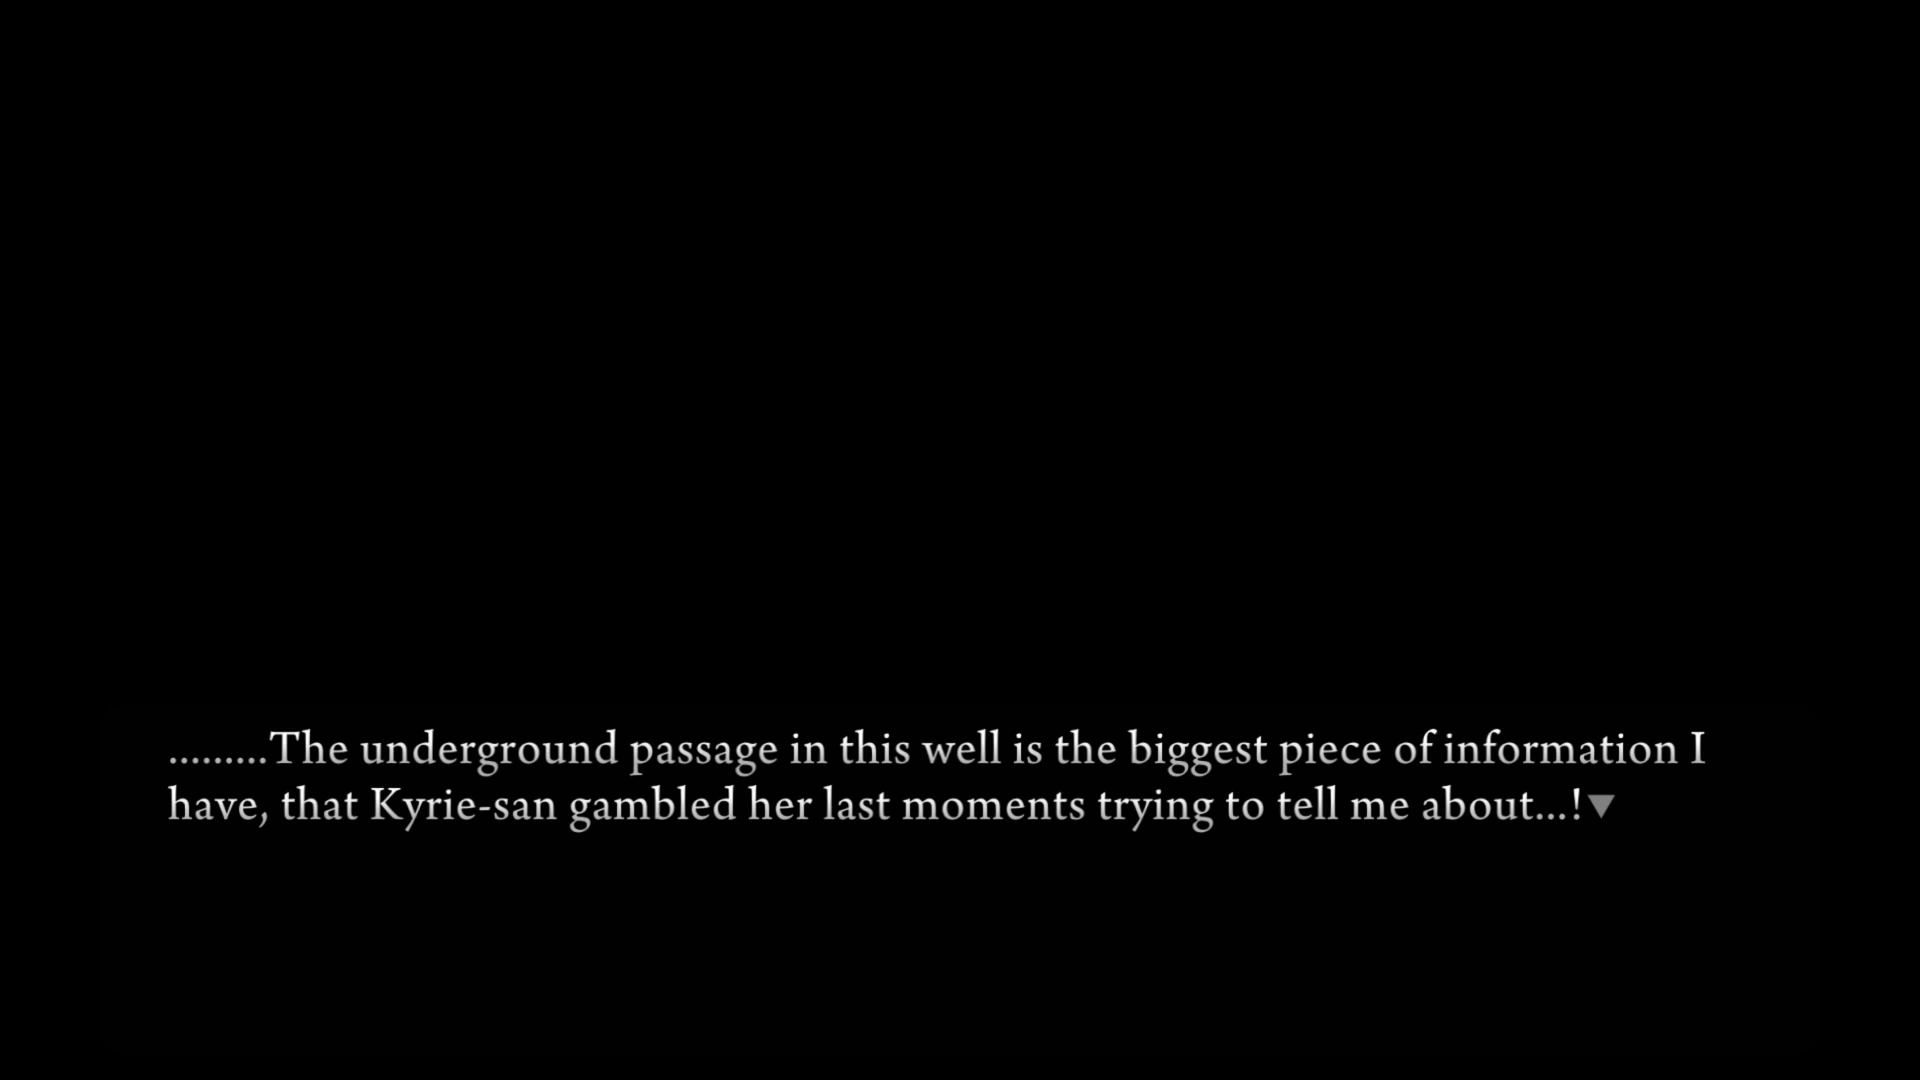 .........The underground passage in this well is the biggest piece of information I
have, that Kyrie-san gambled her last moments trying to tell me about...!▼